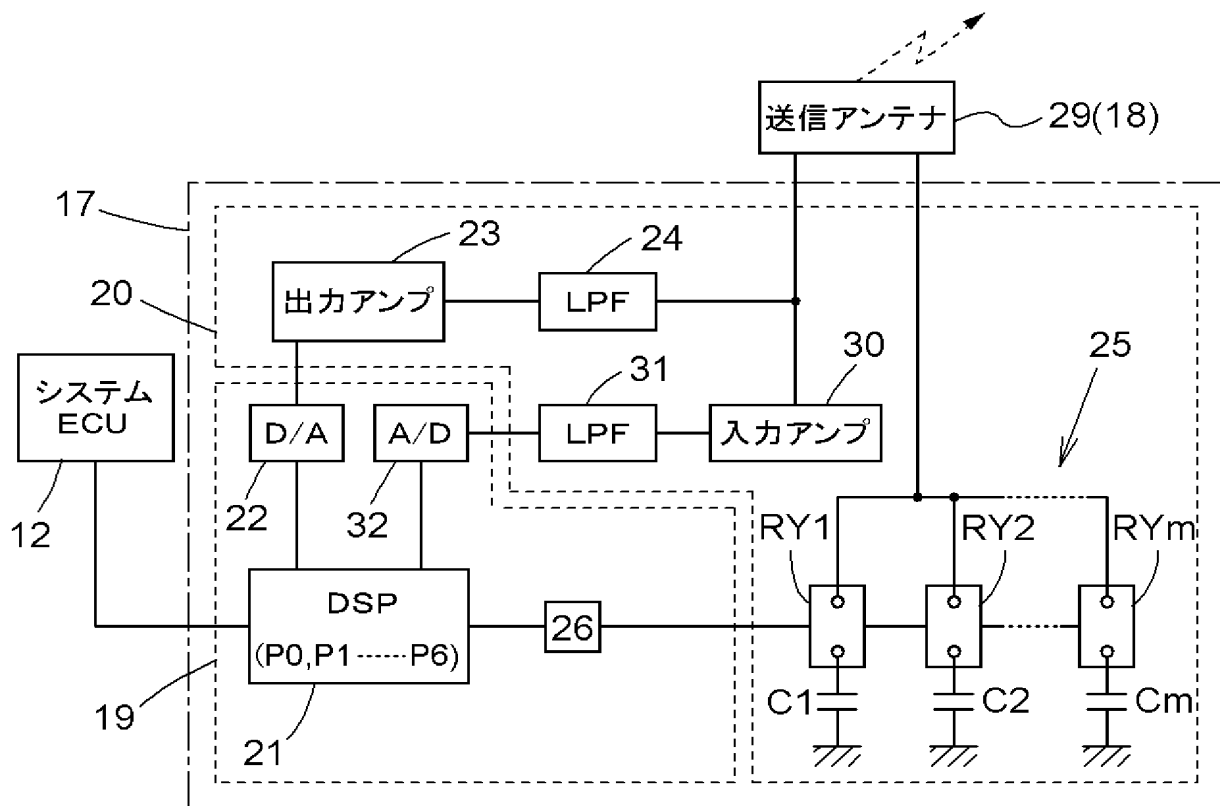 送信アンテナ
29(18)
17
23
24
出力アンプ
LPF
20
30
25
31
システム
ECU
D/A
A/D
LPF
入力アンプ
12
22
32
RY1
RY2
RYm
DSP
(P0,P1 ······ P6)
26
19
21
C1
C2
Cm